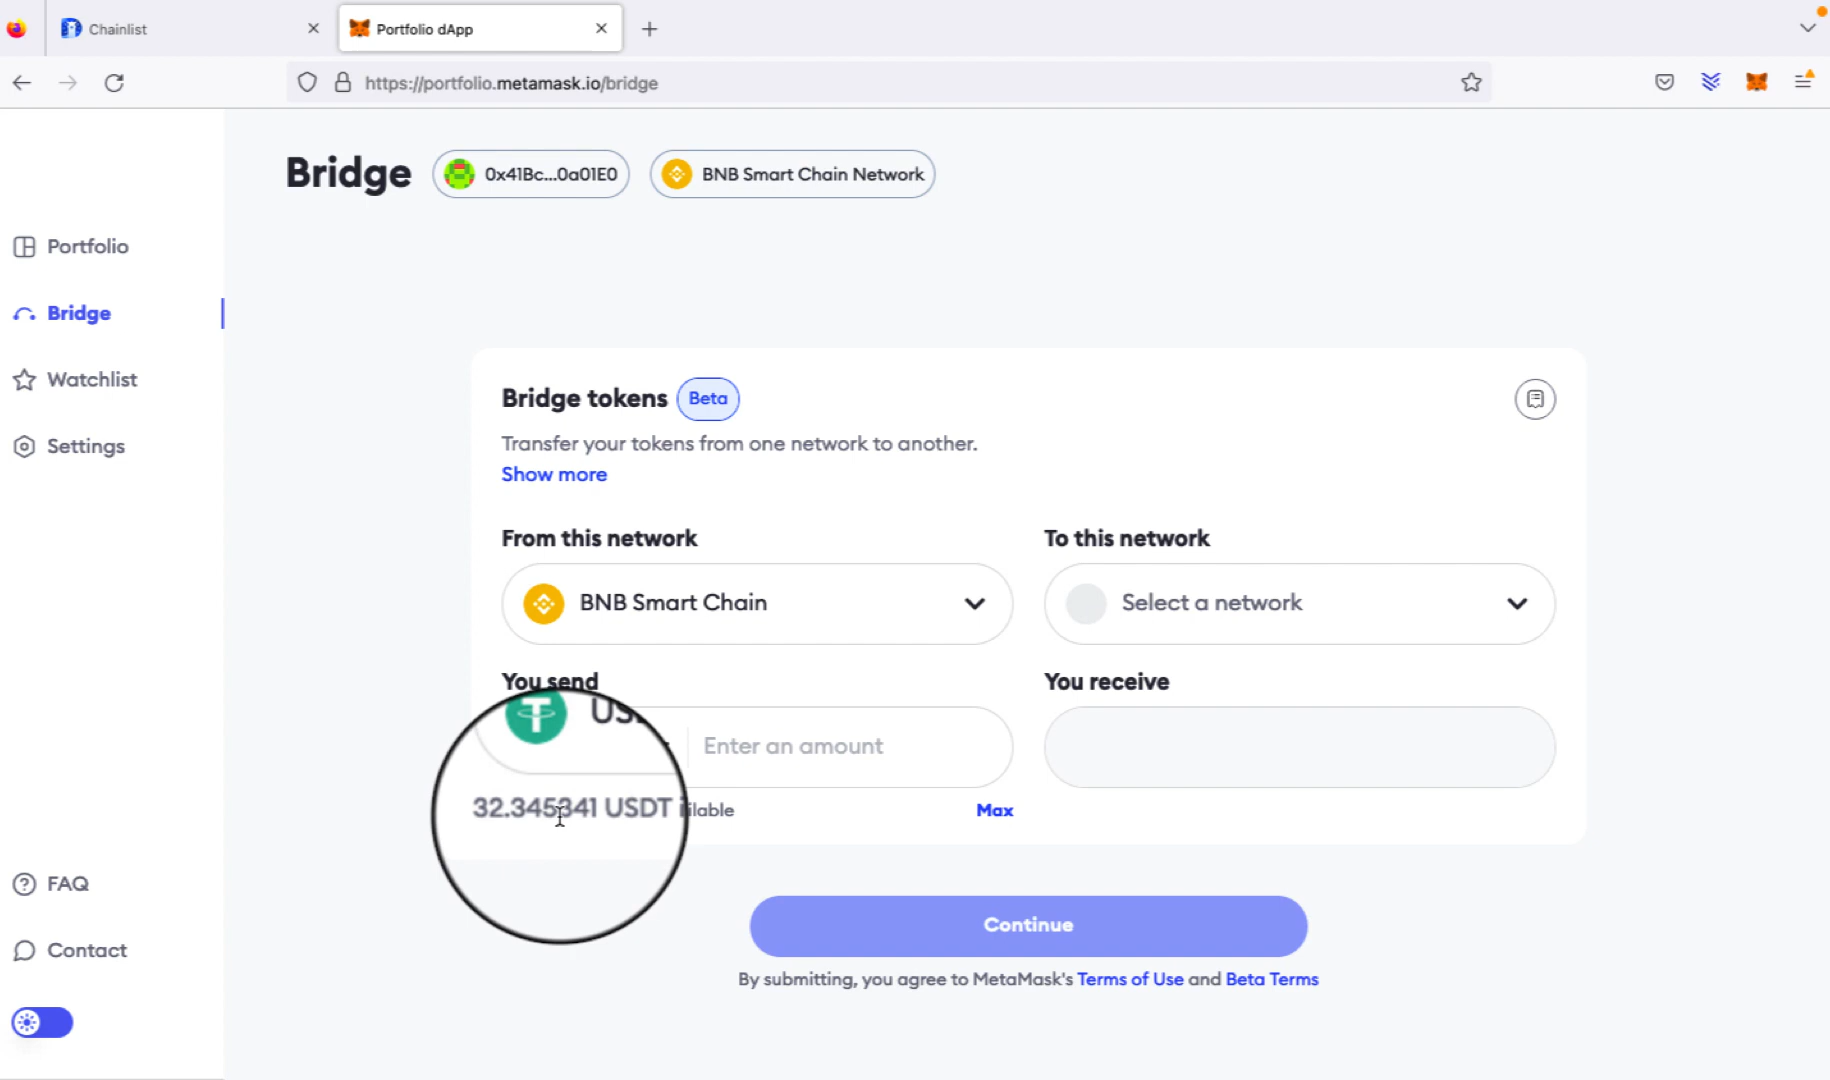 Chainlist
Portfolio dApp
https://portfolio.metamask.io/bridge
Bridge
0x41Bc...0a01E0
BNB Smart Chain Network
Portfolio
Bridge
Watchlist
Settings
Bridge tokens
Beta
Transfer your tokens from one network to another.
Show more
From this network
To this network
BNB Smart Chain
Select a network
You send
You receive
Enter an amount
32.345341 USDT
Max
Continue
By submitting, you agree to MetaMask's Terms of Use and Beta Terms
FAQ
Contact